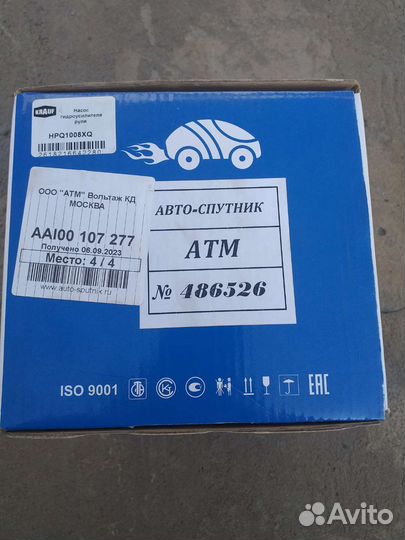 KRAUF
Насос
гидроусилителя
руля
HPQ1008XQ
2618216642280
ООО "АТМ" Вольтаж КД
МОСКВА
AAI00 107 277
Получено 06.09.2023
Место: 4 / 4
www.auto-sputnik.ru
АВТО-СПУТНИК
АТМ
№ 486526
ISO 9001
EAC
Avito